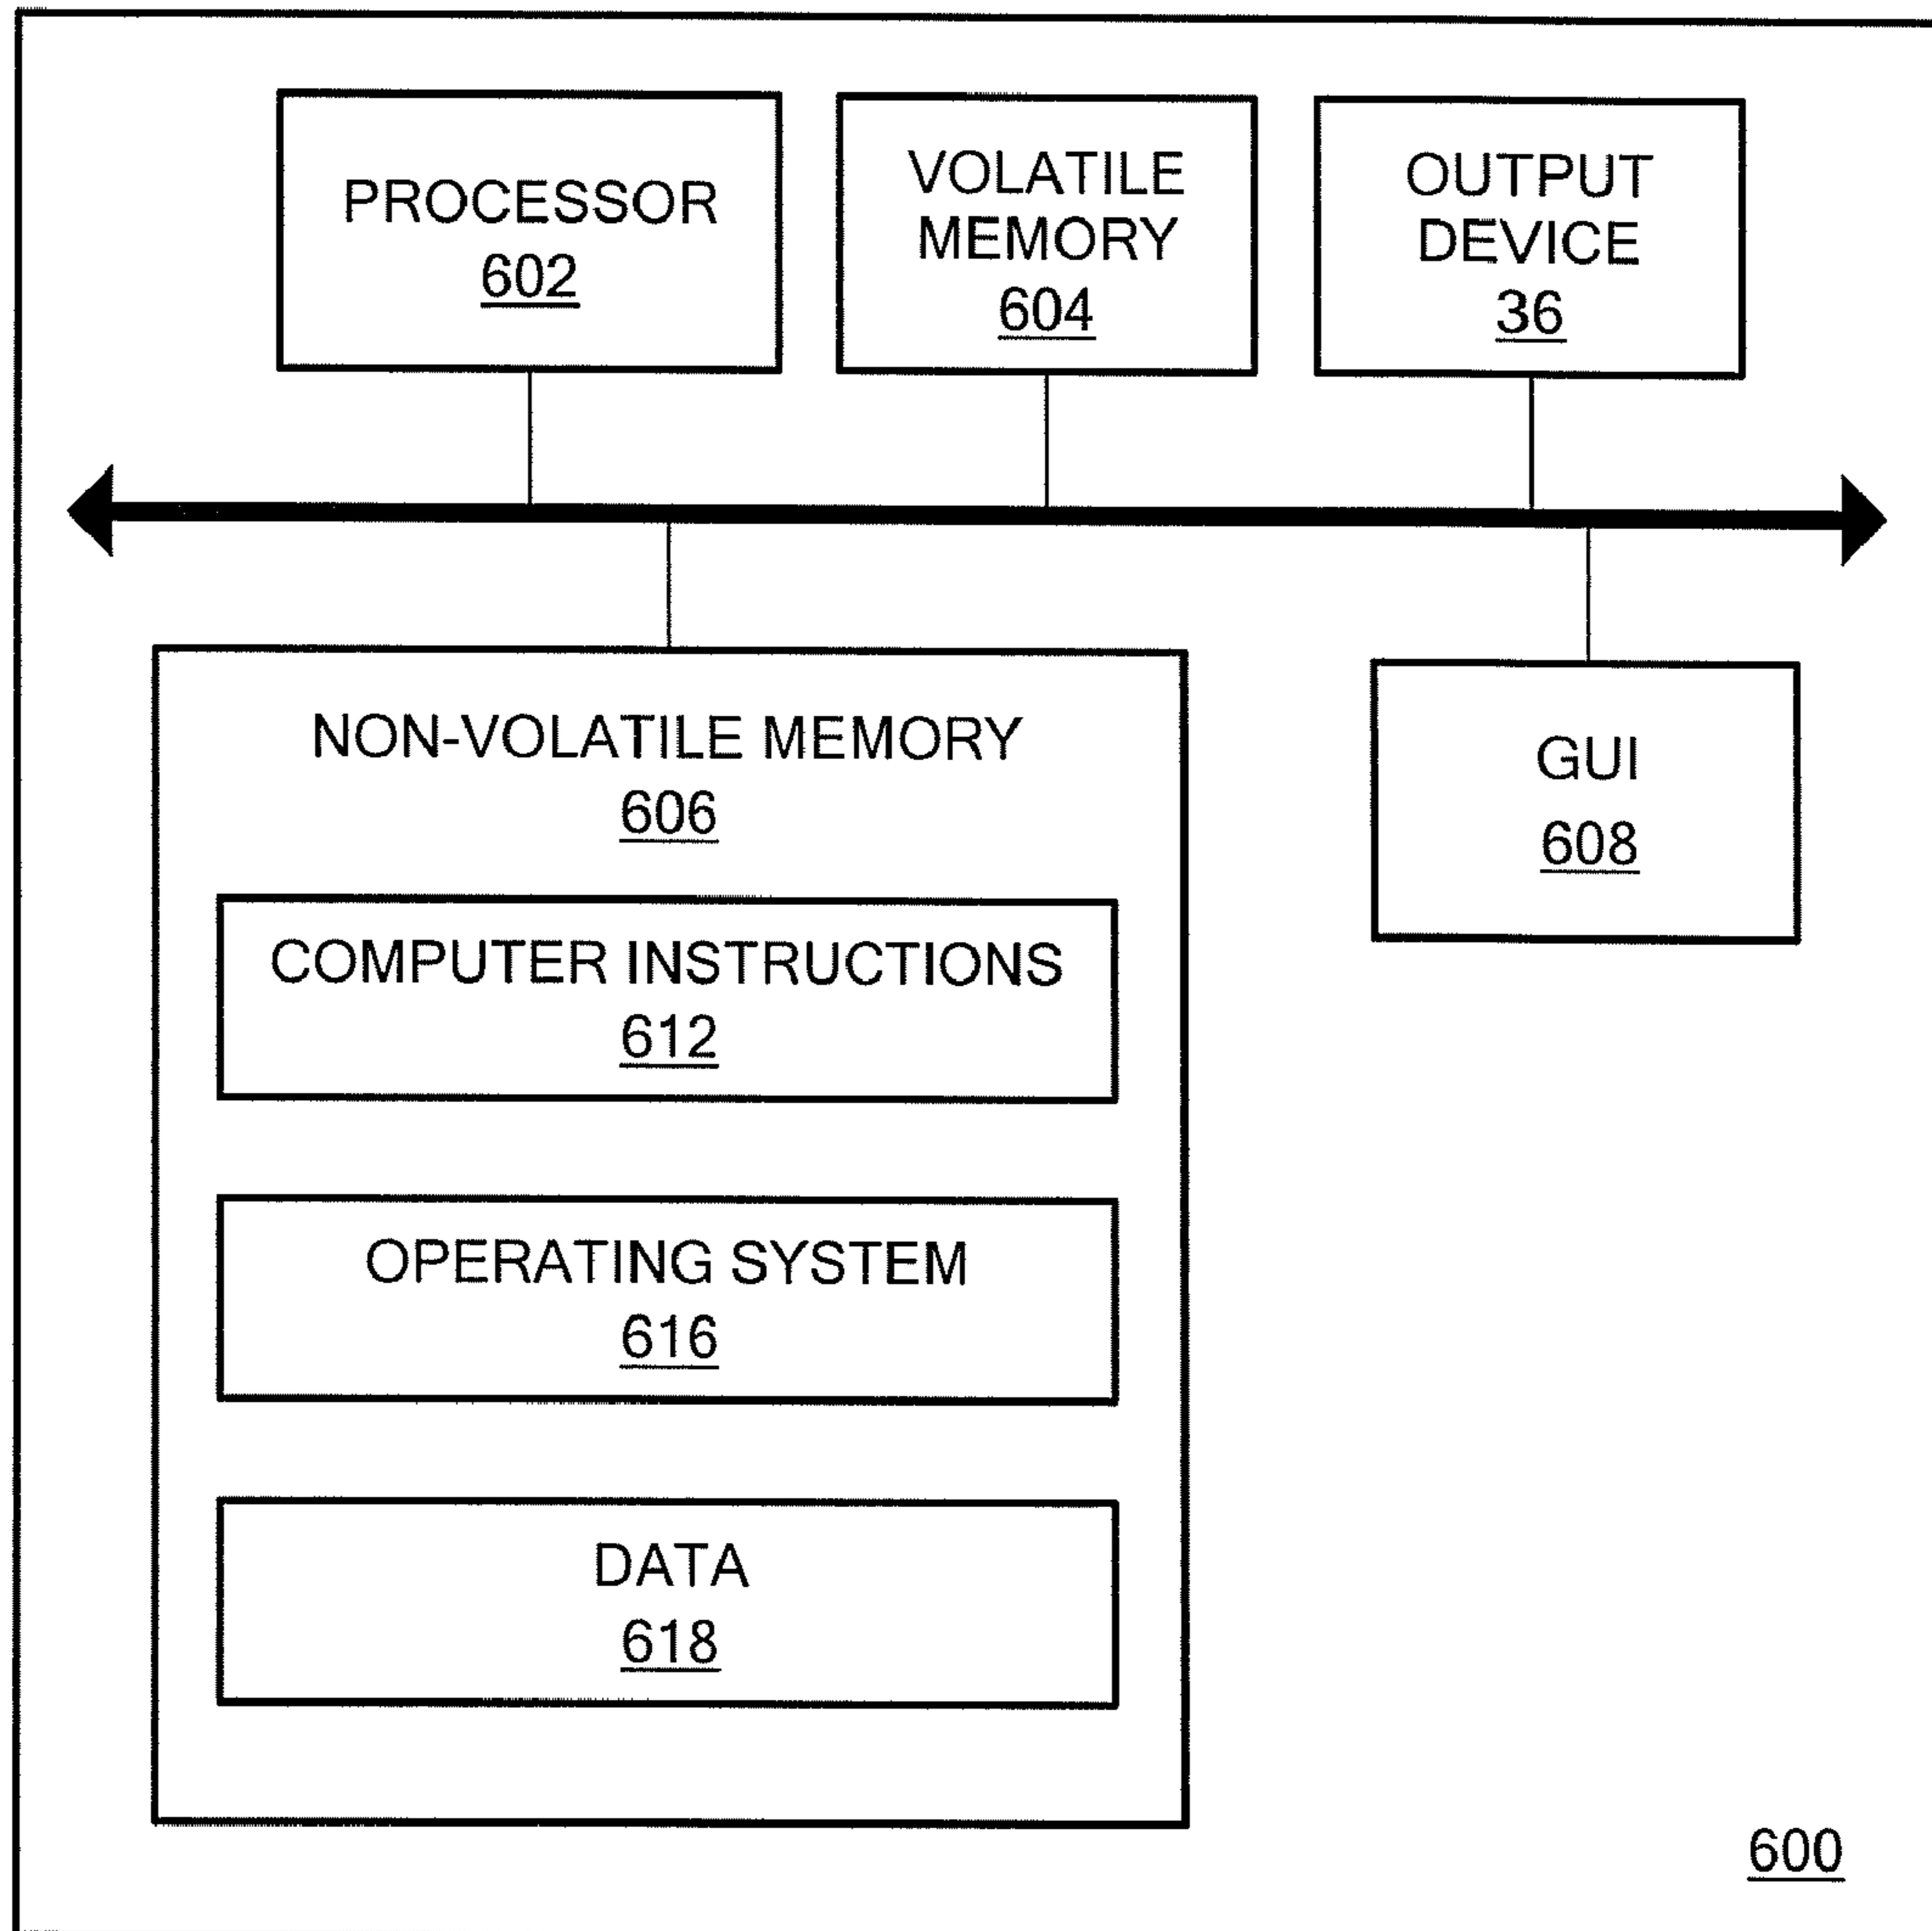 PROCESSOR
602
VOLATILE
MEMORY
604
OUTPUT
DEVICE
36
NON-VOLATILE MEMORY
606
COMPUTER INSTRUCTIONS
612
OPERATING SYSTEM
616
DATA
618
GUI
608
600